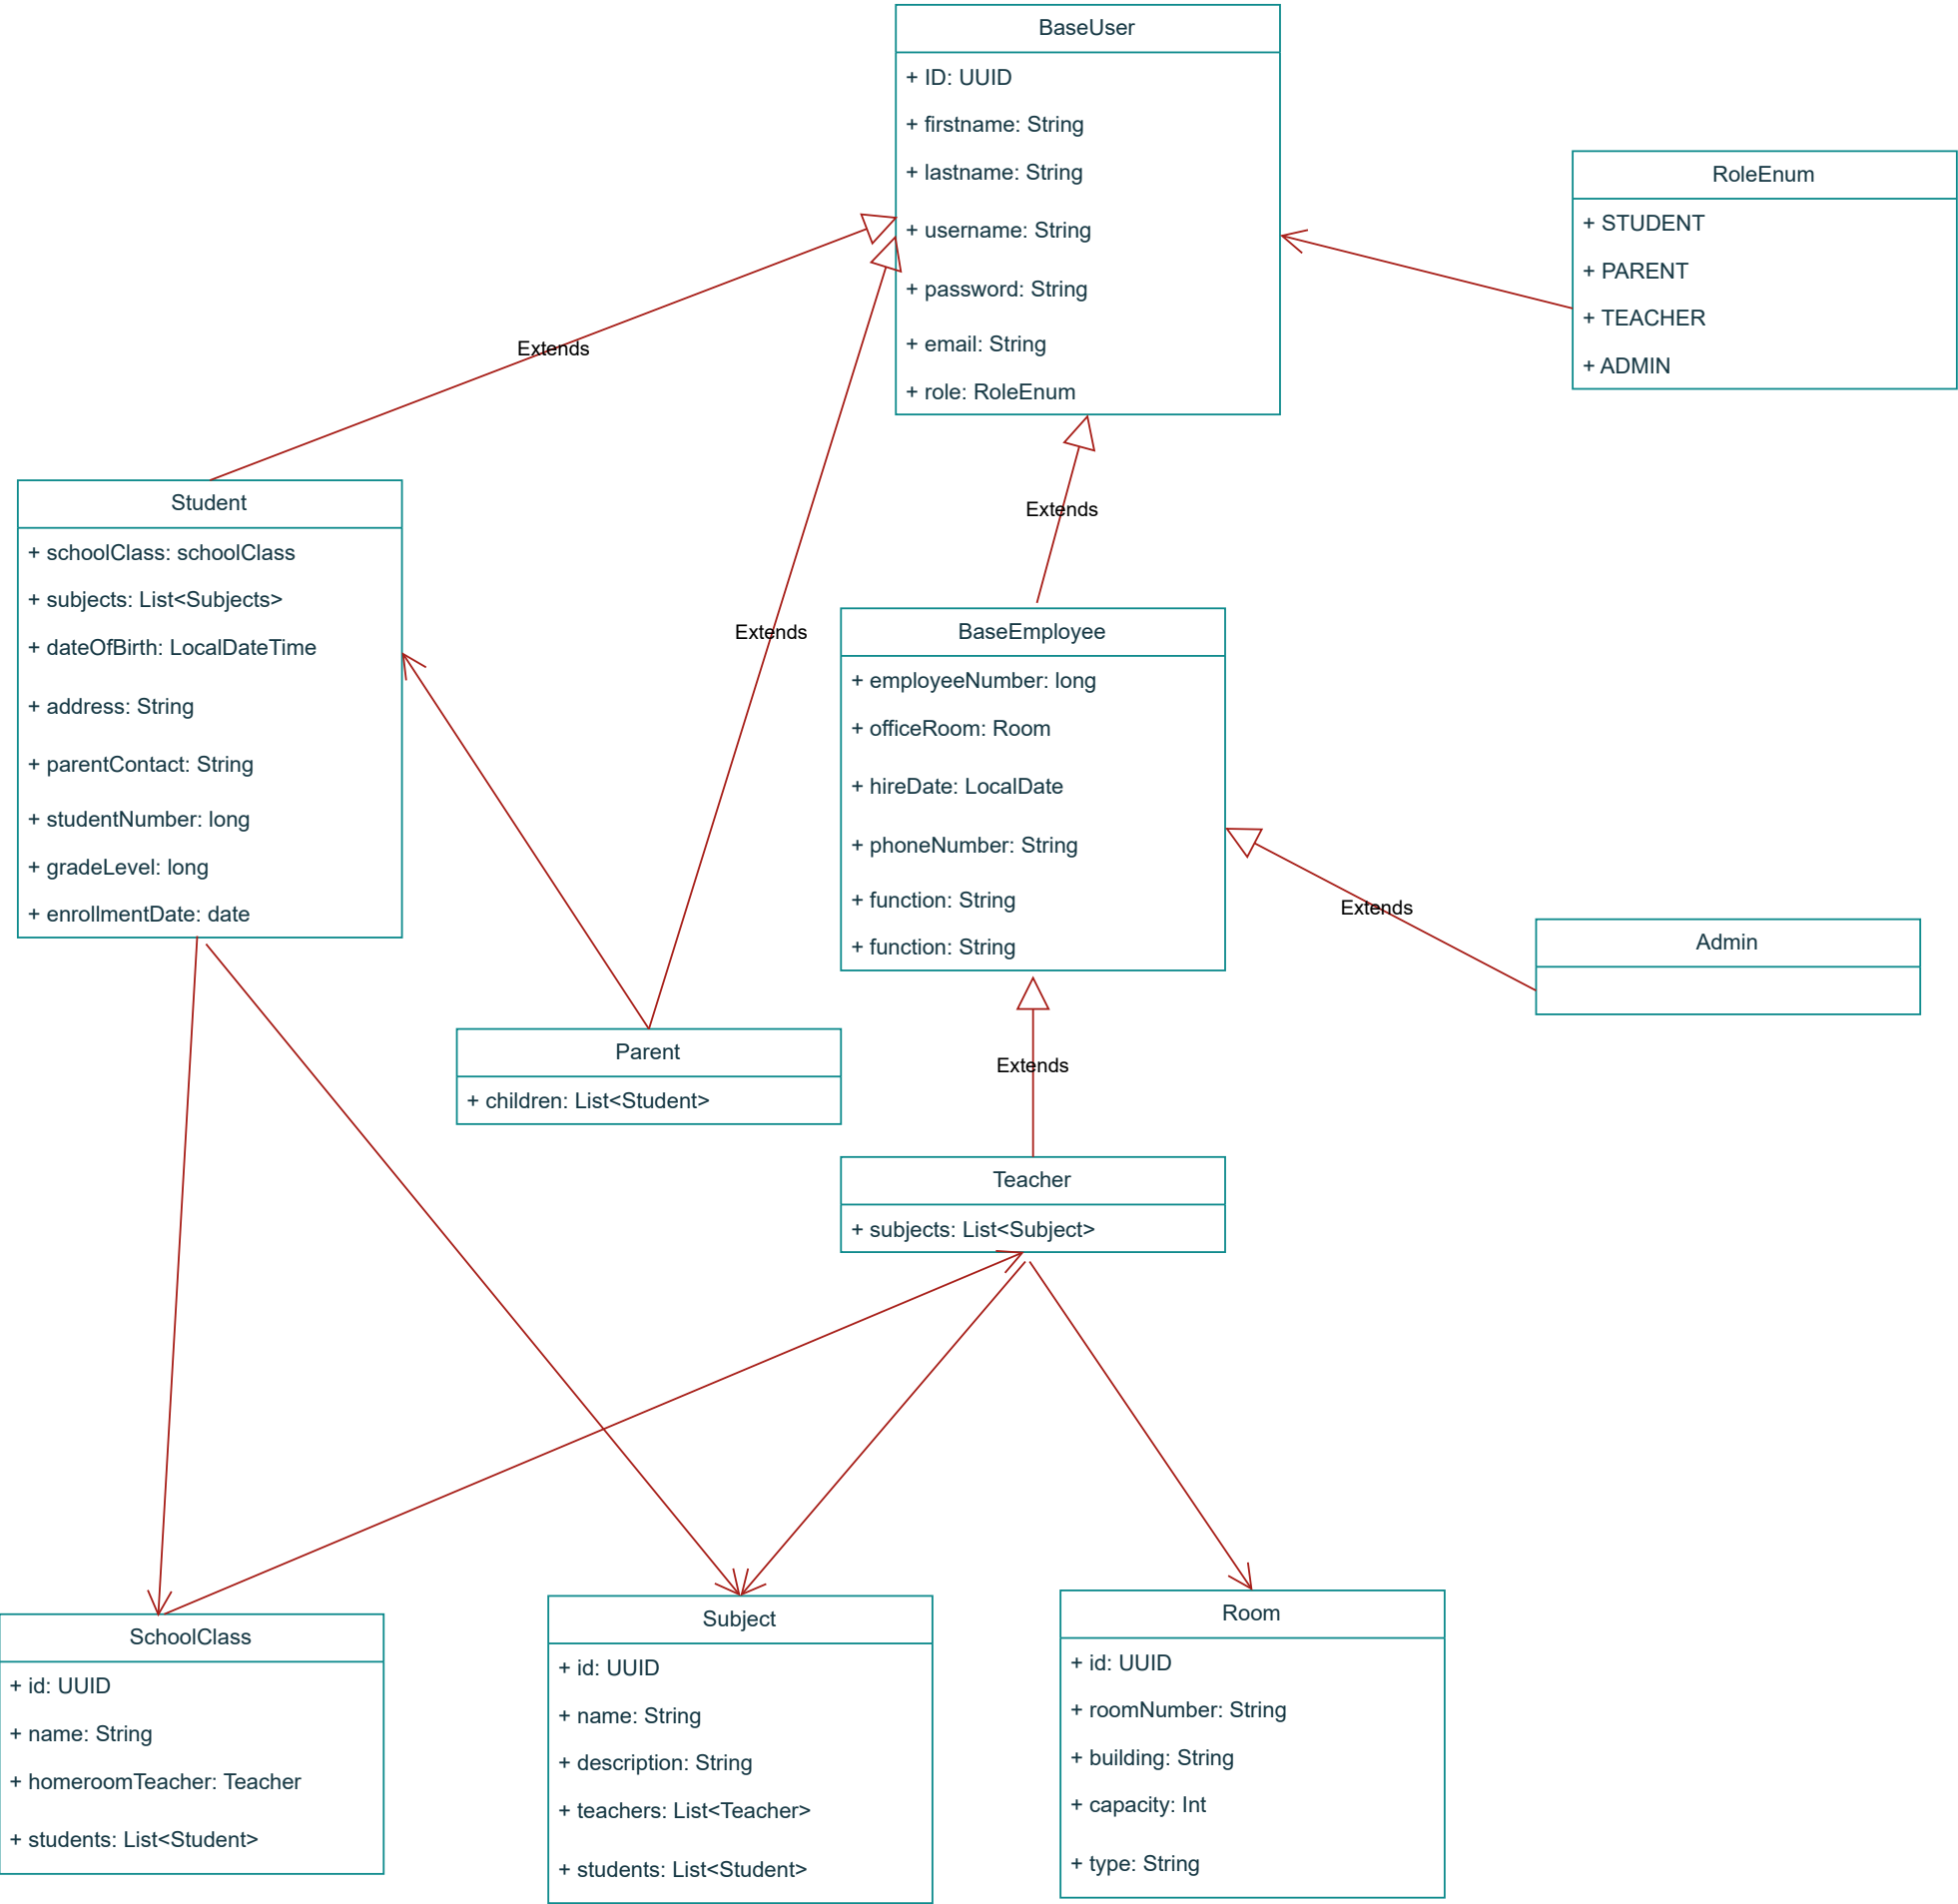 BaseUser
+ ID: UUID
+ firstname: String
+ lastname: String
+ username: String
+ password: String
+ email: String
+ role: RoleEnum
RoleEnum
+ STUDENT
+ PARENT
+ TEACHER
+ ADMIN
Extends
Extends
Extends
Student
+ schoolClass: schoolClass
+ subjects: List<Subjects>
+ dateOfBirth: LocalDateTime
+ address: String
+ parentContact: String
+ studentNumber: long
+ gradeLevel: long
+ enrollmentDate: date
BaseEmployee
+ employeeNumber: long
+ officeRoom: Room
+ hireDate: LocalDate
+ phoneNumber: String
+ function: String
+ function: String
Extends
Admin
Parent
+ children: List<Student>
Extends
Teacher
+ subjects: List<Subject>
SchoolClass
+ id: UUID
+ name: String
+ homeroomTeacher: Teacher
+ students: List<Student>
Subject
+ id: UUID
+ name: String
+ description: String
+ teachers: List<Teacher>
+ students: List<Student>
Room
+ id: UUID
+ roomNumber: String
+ building: String
+ capacity: Int
+ type: String